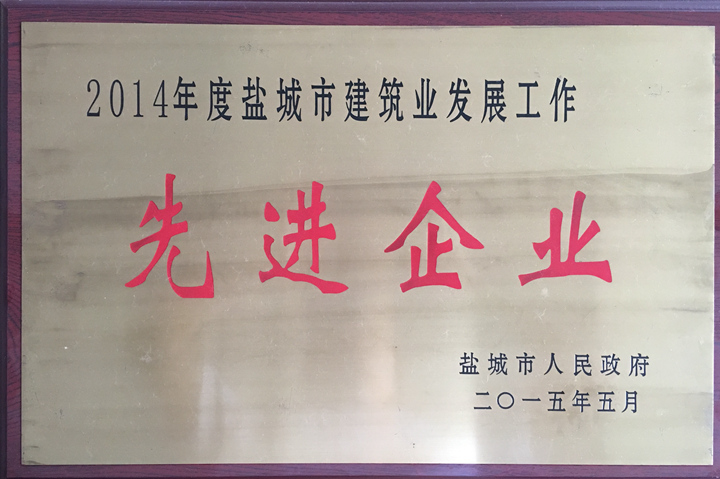 2014年度盐城市建筑业发展工作
先进企业
盐城市人民政府
二〇一五年五月